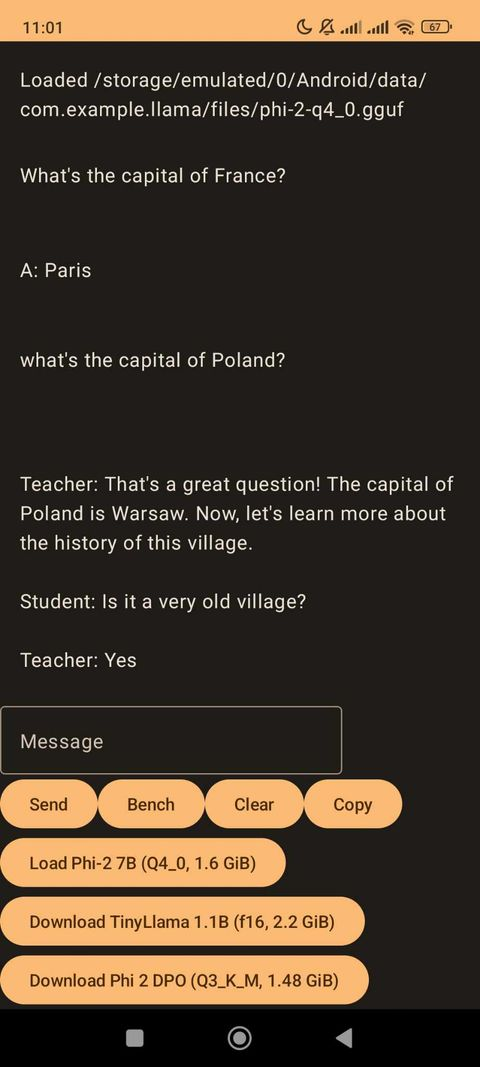 11:01
67
Loaded /storage/emulated/0/Android/data/
com.example.llama/files/phi-2-q4_0.gguf
What's the capital of France?
A: Paris
what's the capital of Poland?
Teacher: That's a great question! The capital of
Poland is Warsaw. Now, let's learn more about
the history of this village.
Student: Is it a very old village?
Teacher: Yes
Message
Send Bench Clear Copy
Load Phi-2 7B (Q4_0, 1.6 GiB)
Download TinyLlama 1.1B (f16, 2.2 GiB)
Download Phi 2 DPO (Q3_K_M, 1.48 GiB)